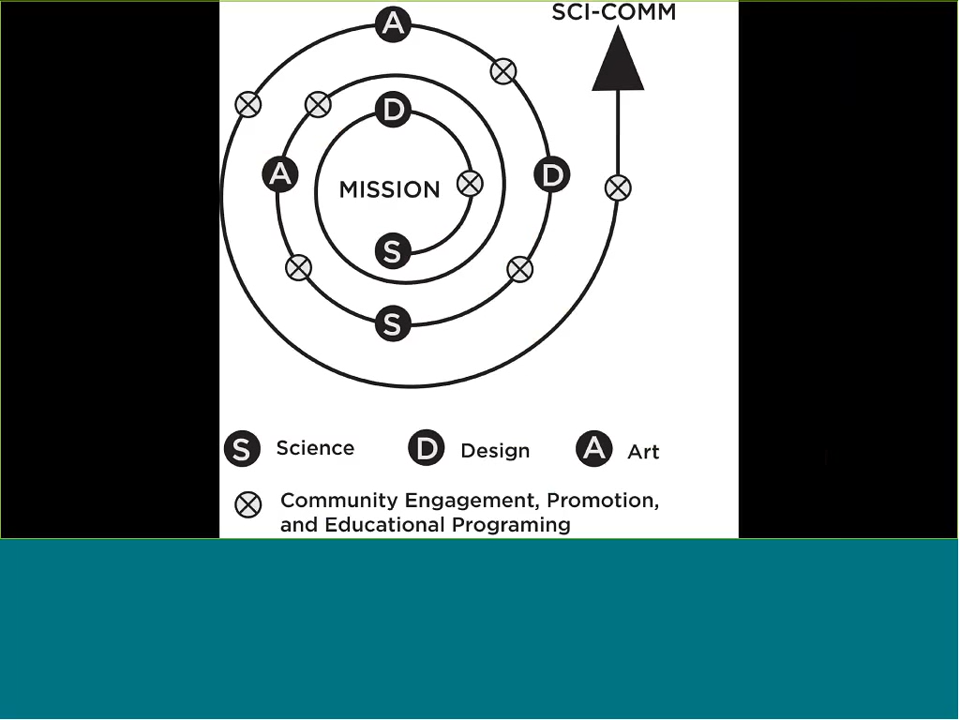 SCI-COMM
A
D
A
MISSION
D
S
S
S Science D Design A Art
Community Engagement, Promotion,
and Educational Programing